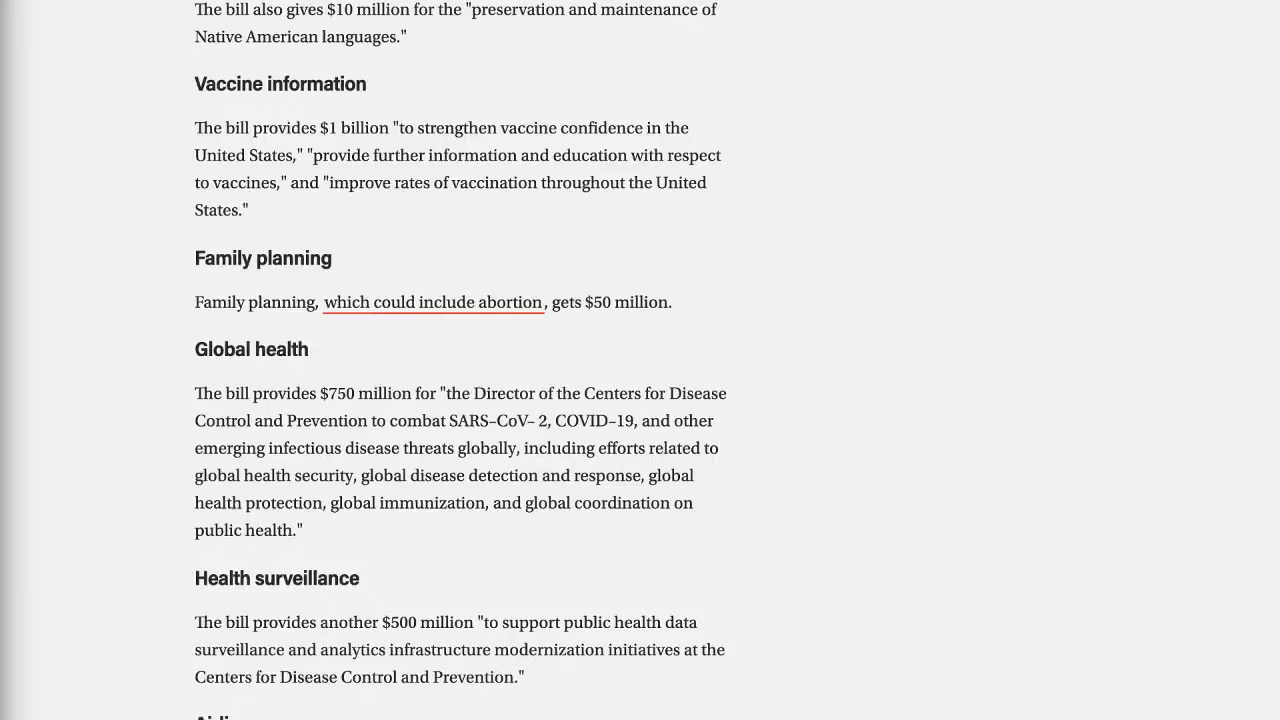 The bill also gives $10 million for the "preservation and maintenance of
Native American languages."
Vaccine information
The bill provides $1 billion "to strengthen vaccine confidence in the
United States," "provide further information and education with respect
to vaccines," and "improve rates of vaccination throughout the United
States."
Family planning
Family planning, which could include abortion, gets $50 million.
Global health
The bill provides $750 million for "the Director of the Centers for Disease
Control and Prevention to combat SARS–CoV– 2, COVID–19, and other
emerging infectious disease threats globally, including efforts related to
global health security, global disease detection and response, global
health protection, global immunization, and global coordination on
public health."
Health surveillance
The bill provides another $500 million "to support public health data
surveillance and analytics infrastructure modernization initiatives at the
Centers for Disease Control and Prevention."